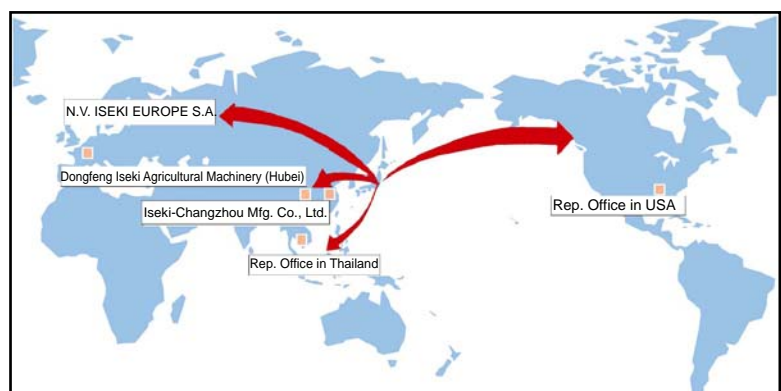 N.V. ISEKI EUROPE S.A.
Dongfeng Iseki Agricultural Machinery (Hubei)
Iseki-Changzhou Mfg. Co., Ltd.
Rep. Office in USA
Rep. Office in Thailand